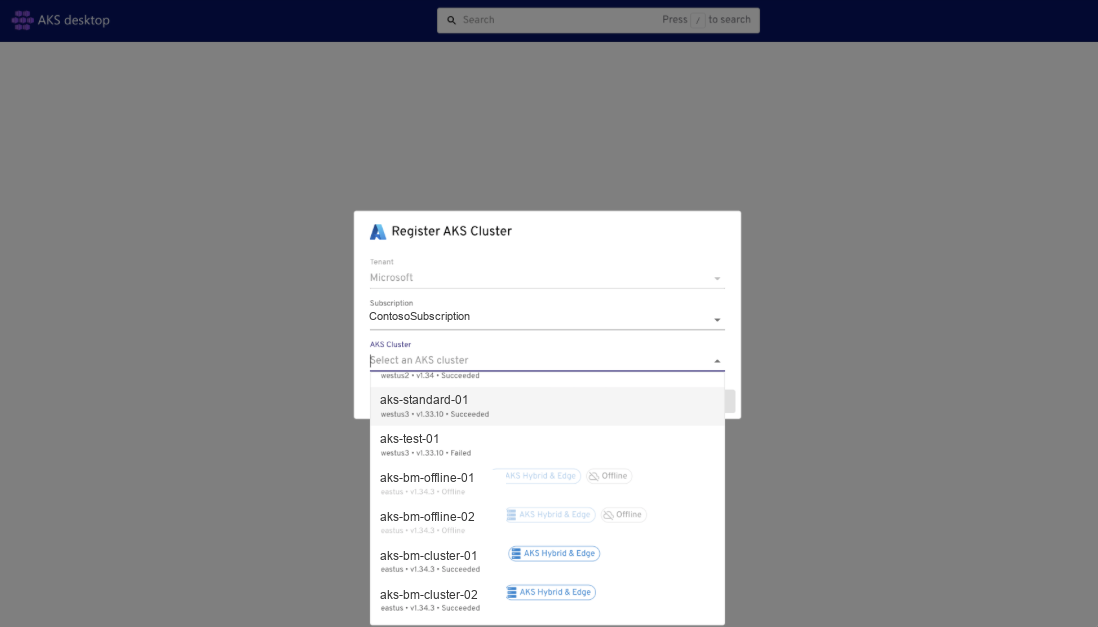 AKS desktop
Search Press / to search
Register AKS Cluster
Tenant
Microsoft
Subscription
ContosoSubscription
AKS Cluster
Select an AKS cluster
westus2 • v1.34 • Succeeded
aks-standard-01
westus3 • v1.33.10 • Succeeded
aks-test-01
westus3 • v1.33.10 • Failed
aks-bm-offline-01 AKS Hybrid & Edge Offline
eastus • v1.34.3 • Offline
aks-bm-offline-02 AKS Hybrid & Edge Offline
eastus • v1.34.3 • Offline
aks-bm-cluster-01 AKS Hybrid & Edge
eastus • v1.34.3 • Succeeded
aks-bm-cluster-02 AKS Hybrid & Edge
eastus • v1.34.3 • Succeeded